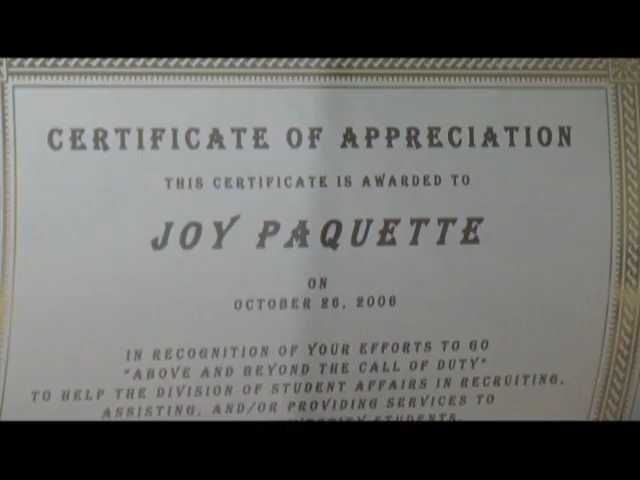 CERTIFICATE OF APPRECIATION
THIS CERTIFICATE IS AWARDED TO
JOY PAQUETTE
ON
OCTOBER 26, 2006
IN RECOGNITION OF YOUR EFFORTS TO GO
"ABOVE AND BEYOND THE CALL OF DUTY"
TO HELP THE DIVISION OF STUDENT AFFAIRS IN RECRUITING,
ASSISTING, AND/OR PROVIDING SERVICES TO
STUDENTS.